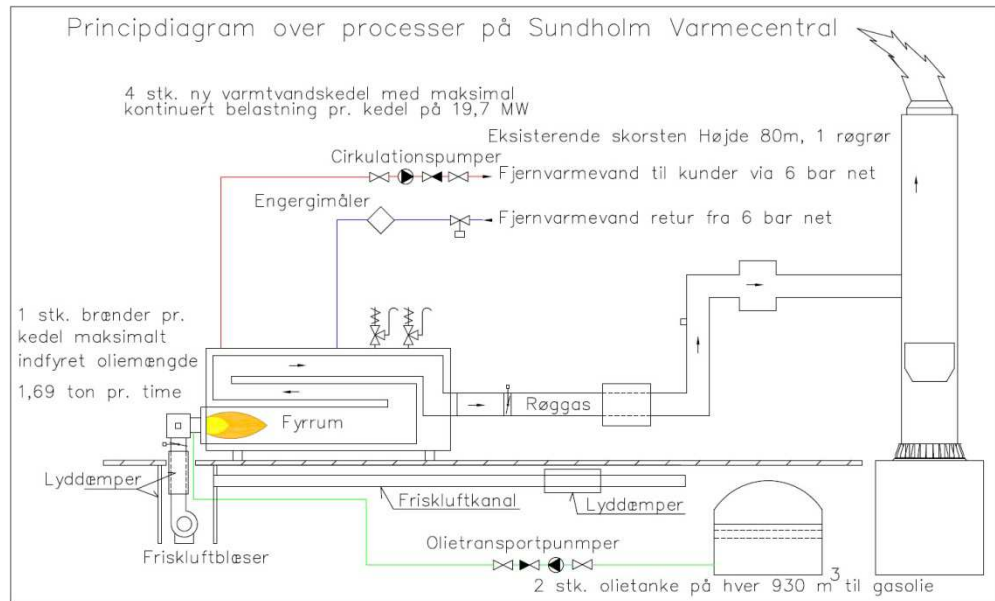 Principdiagram over processer på Sundholm Varmecentral
4 stk. ny varmtvandskedel med maksimal
kontinuert belastning pr. kedel på 19,7 MW
Eksisterende skorsten Højde 80m, 1 røgrør
Cirkulationspumper
Fjernvarmevand til kunder via 6 bar net
Engergimåler
Fjernvarmevand retur fra 6 bar net
1 stk. brænder pr.
kedel maksimalt
indfyret oliemængde
1,69 ton pr. time
Røggas
Fyrrum
Lyddæmper
Friskluftkanal
Lyddæmper
Friskluftblæser
Olietransportpunmper
2 stk. olietanke på hver 930 m³ til gasolie